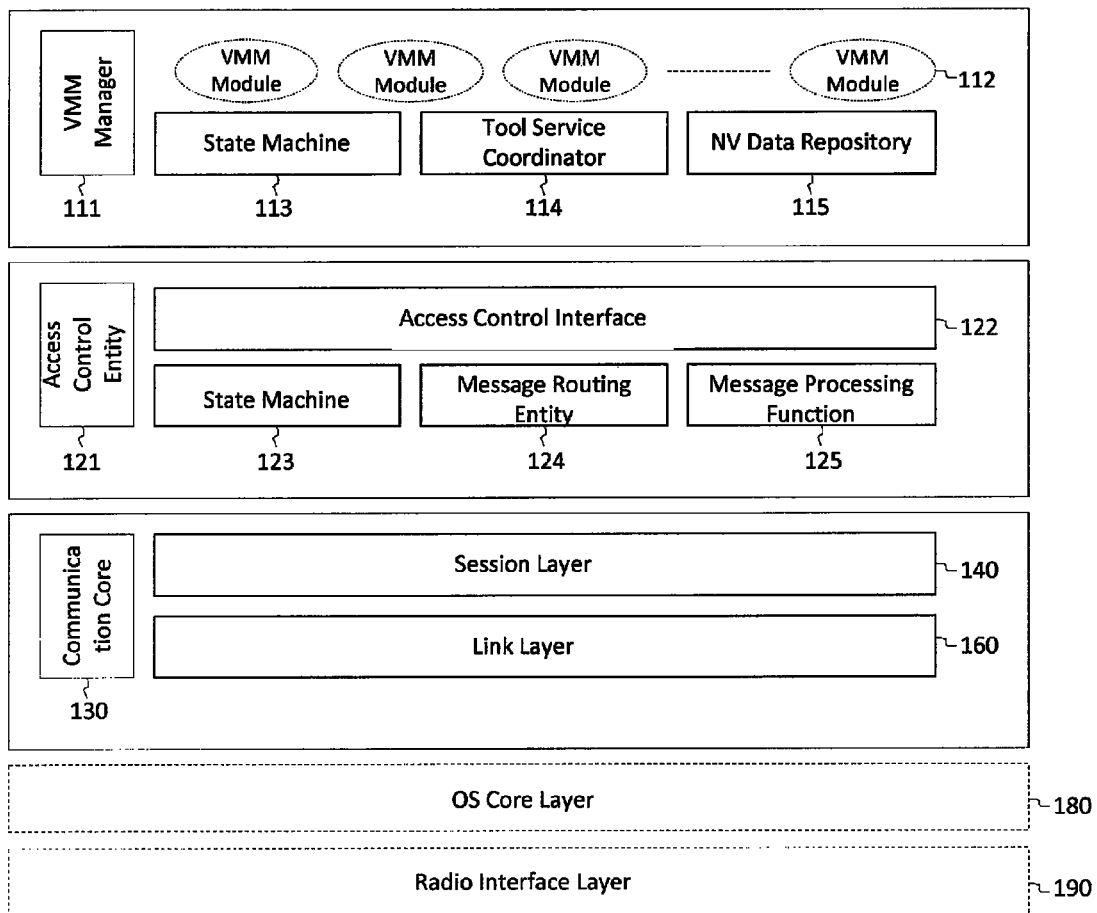 VMM
Manager
111
VMM
Module
VMM
Module
VMM
Module
VMM
Module
112
State Machine
113
Tool Service
Coordinator
114
NV Data Repository
115
Access
Control
Entity
121
Access Control Interface
122
State Machine
123
Message Routing
Entity
124
Message Processing
Function
125
Communica
tion Core
130
Session Layer
140
Link Layer
160
OS Core Layer
180
Radio Interface Layer
190